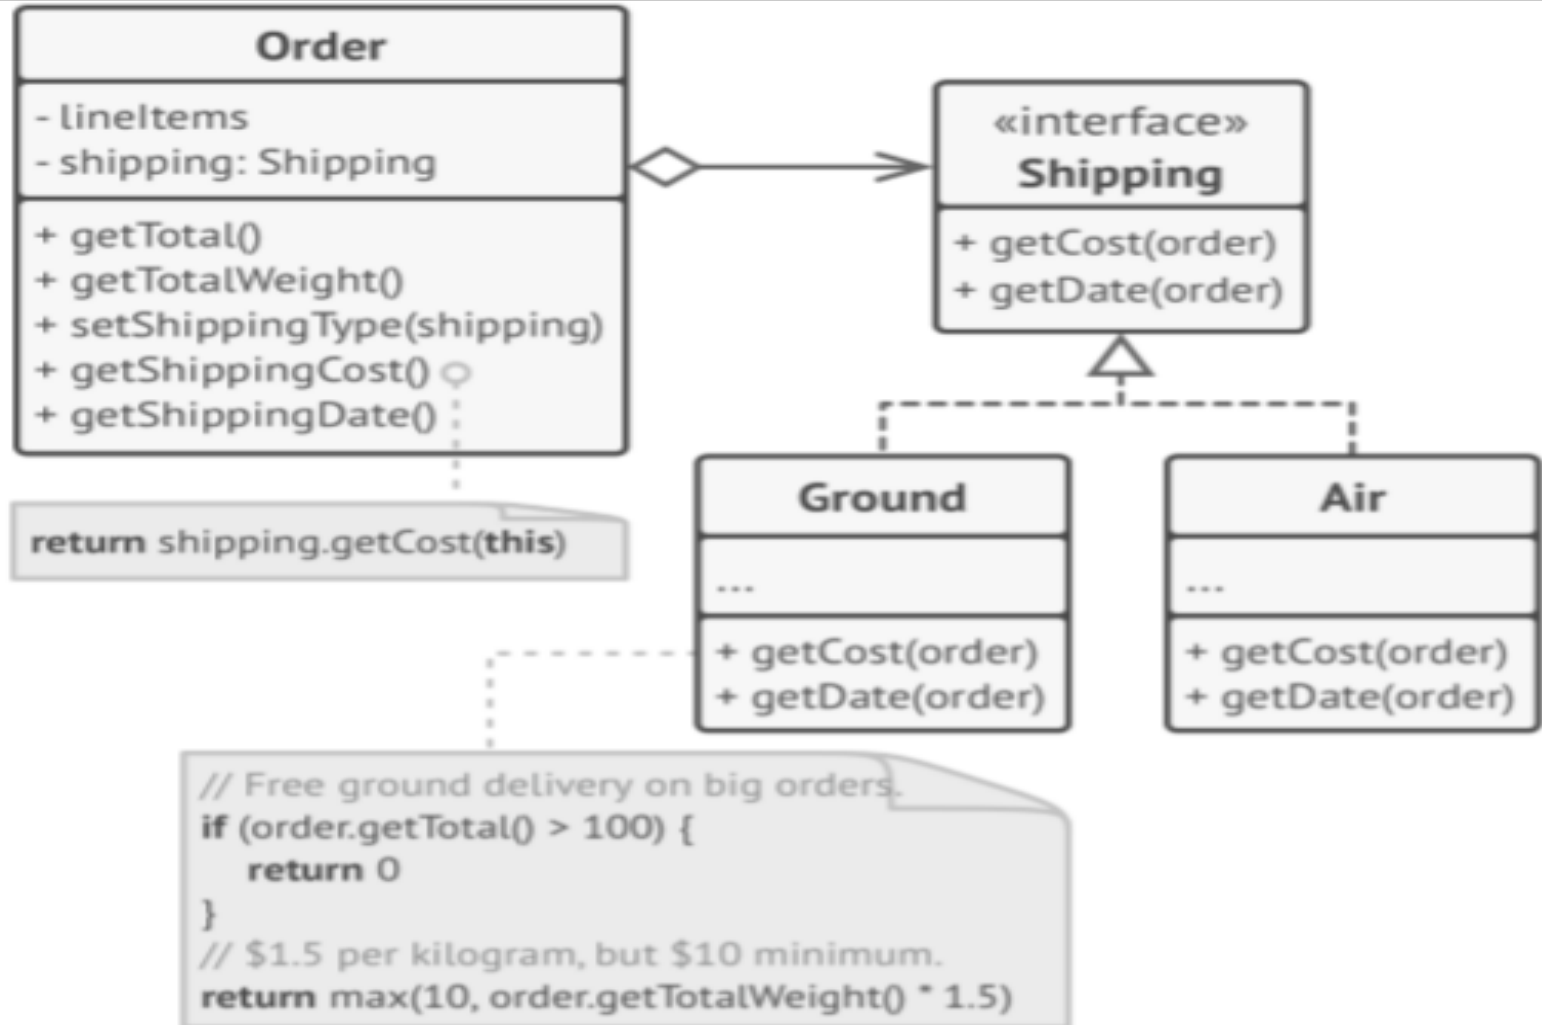 Order
- lineItems
- shipping: Shipping
+ getTotal()
+ getTotalWeight()
+ setShippingType(shipping)
+ getShippingCost()
+ getShippingDate()
return shipping.getCost(this)
«interface»
Shipping
+ getCost(order)
+ getDate(order)
Ground
...
+ getCost(order)
+ getDate(order)
Air
...
+ getCost(order)
+ getDate(order)
// Free ground delivery on big orders.
if (order.getTotal() > 100) {
return 0
}
// $1.5 per kilogram, but $10 minimum.
return max(10, order.getTotalWeight() * 1.5)